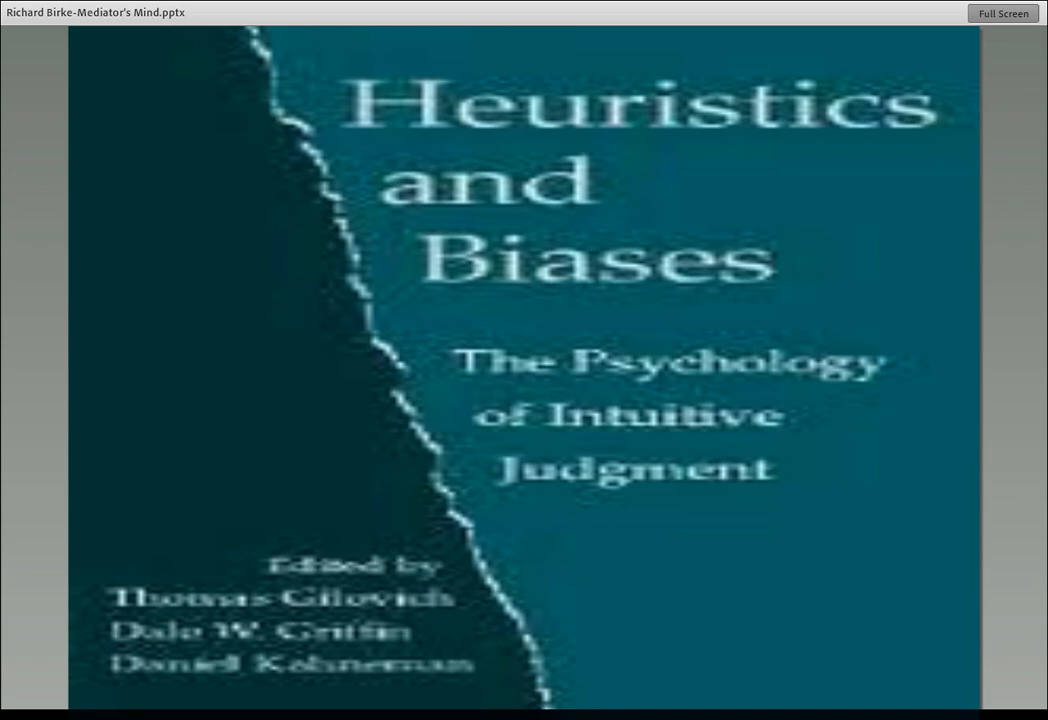 Richard Birke-Mediator's Mind.pptx
Full Screen
Heuristics
and
Biases
The Psychology
of Intuitive
Judgment
Edited by
Thomas Gilovich
Dale W. Griffin
Daniel Kahneman